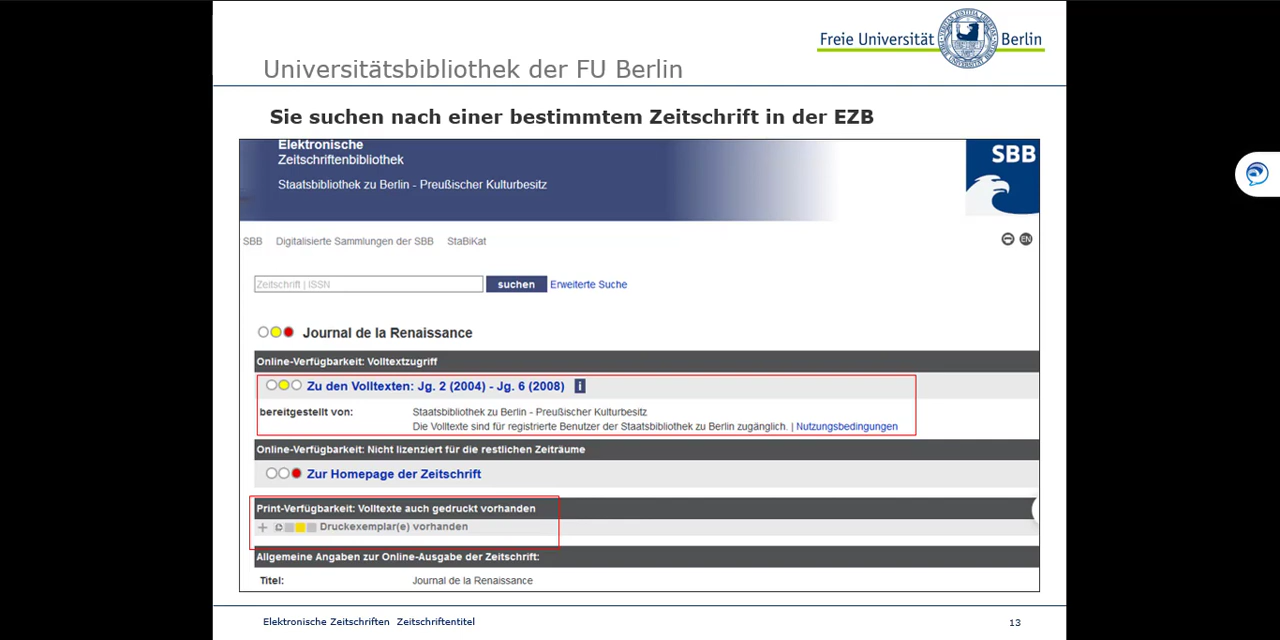 Freie Universität Berlin
Universitätsbibliothek der FU Berlin
Sie suchen nach einer bestimmtem Zeitschrift in der EZB
Elektronische
Zeitschriftenbibliothek
Staatsbibliothek zu Berlin - Preußischer Kulturbesitz
SBB
SBB Digitalisierte Sammlungen der SBB StaBiKat
EN
Zeitschrift | ISSN suchen Erweiterte Suche
Journal de la Renaissance
Online-Verfügbarkeit: Volltextzugriff
Zu den Volltexten: Jg. 2 (2004) - Jg. 6 (2008) i
bereitgestellt von: Staatsbibliothek zu Berlin - Preußischer Kulturbesitz
Die Volltexte sind für registrierte Benutzer der Staatsbibliothek zu Berlin zugänglich. | Nutzungsbedingungen
Online-Verfügbarkeit: Nicht lizenziert für die restlichen Zeiträume
Zur Homepage der Zeitschrift
Print-Verfügbarkeit: Volltexte auch gedruckt vorhanden
Druckexemplar(e) vorhanden
Allgemeine Angaben zur Online-Ausgabe der Zeitschrift:
Titel: Journal de la Renaissance
Elektronische Zeitschriften Zeitschriftentitel
13